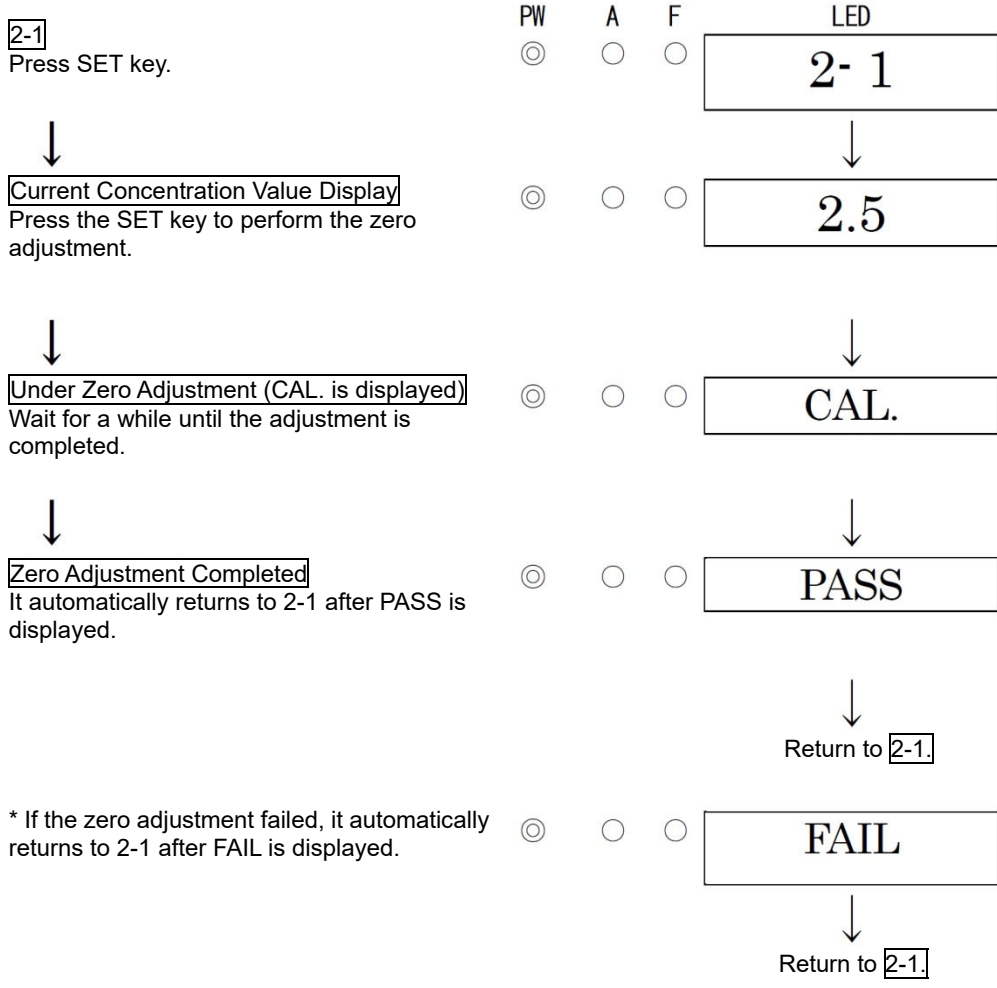 PW A F LED
2-1
Press SET key.
2- 1
Current Concentration Value Display
Press the SET key to perform the zero
adjustment.
2.5
Under Zero Adjustment (CAL. is displayed)
Wait for a while until the adjustment is
completed.
CAL.
Zero Adjustment Completed
It automatically returns to 2-1 after PASS is
displayed.
PASS
Return to 2-1.
* If the zero adjustment failed, it automatically
returns to 2-1 after FAIL is displayed.
FAIL
Return to 2-1.